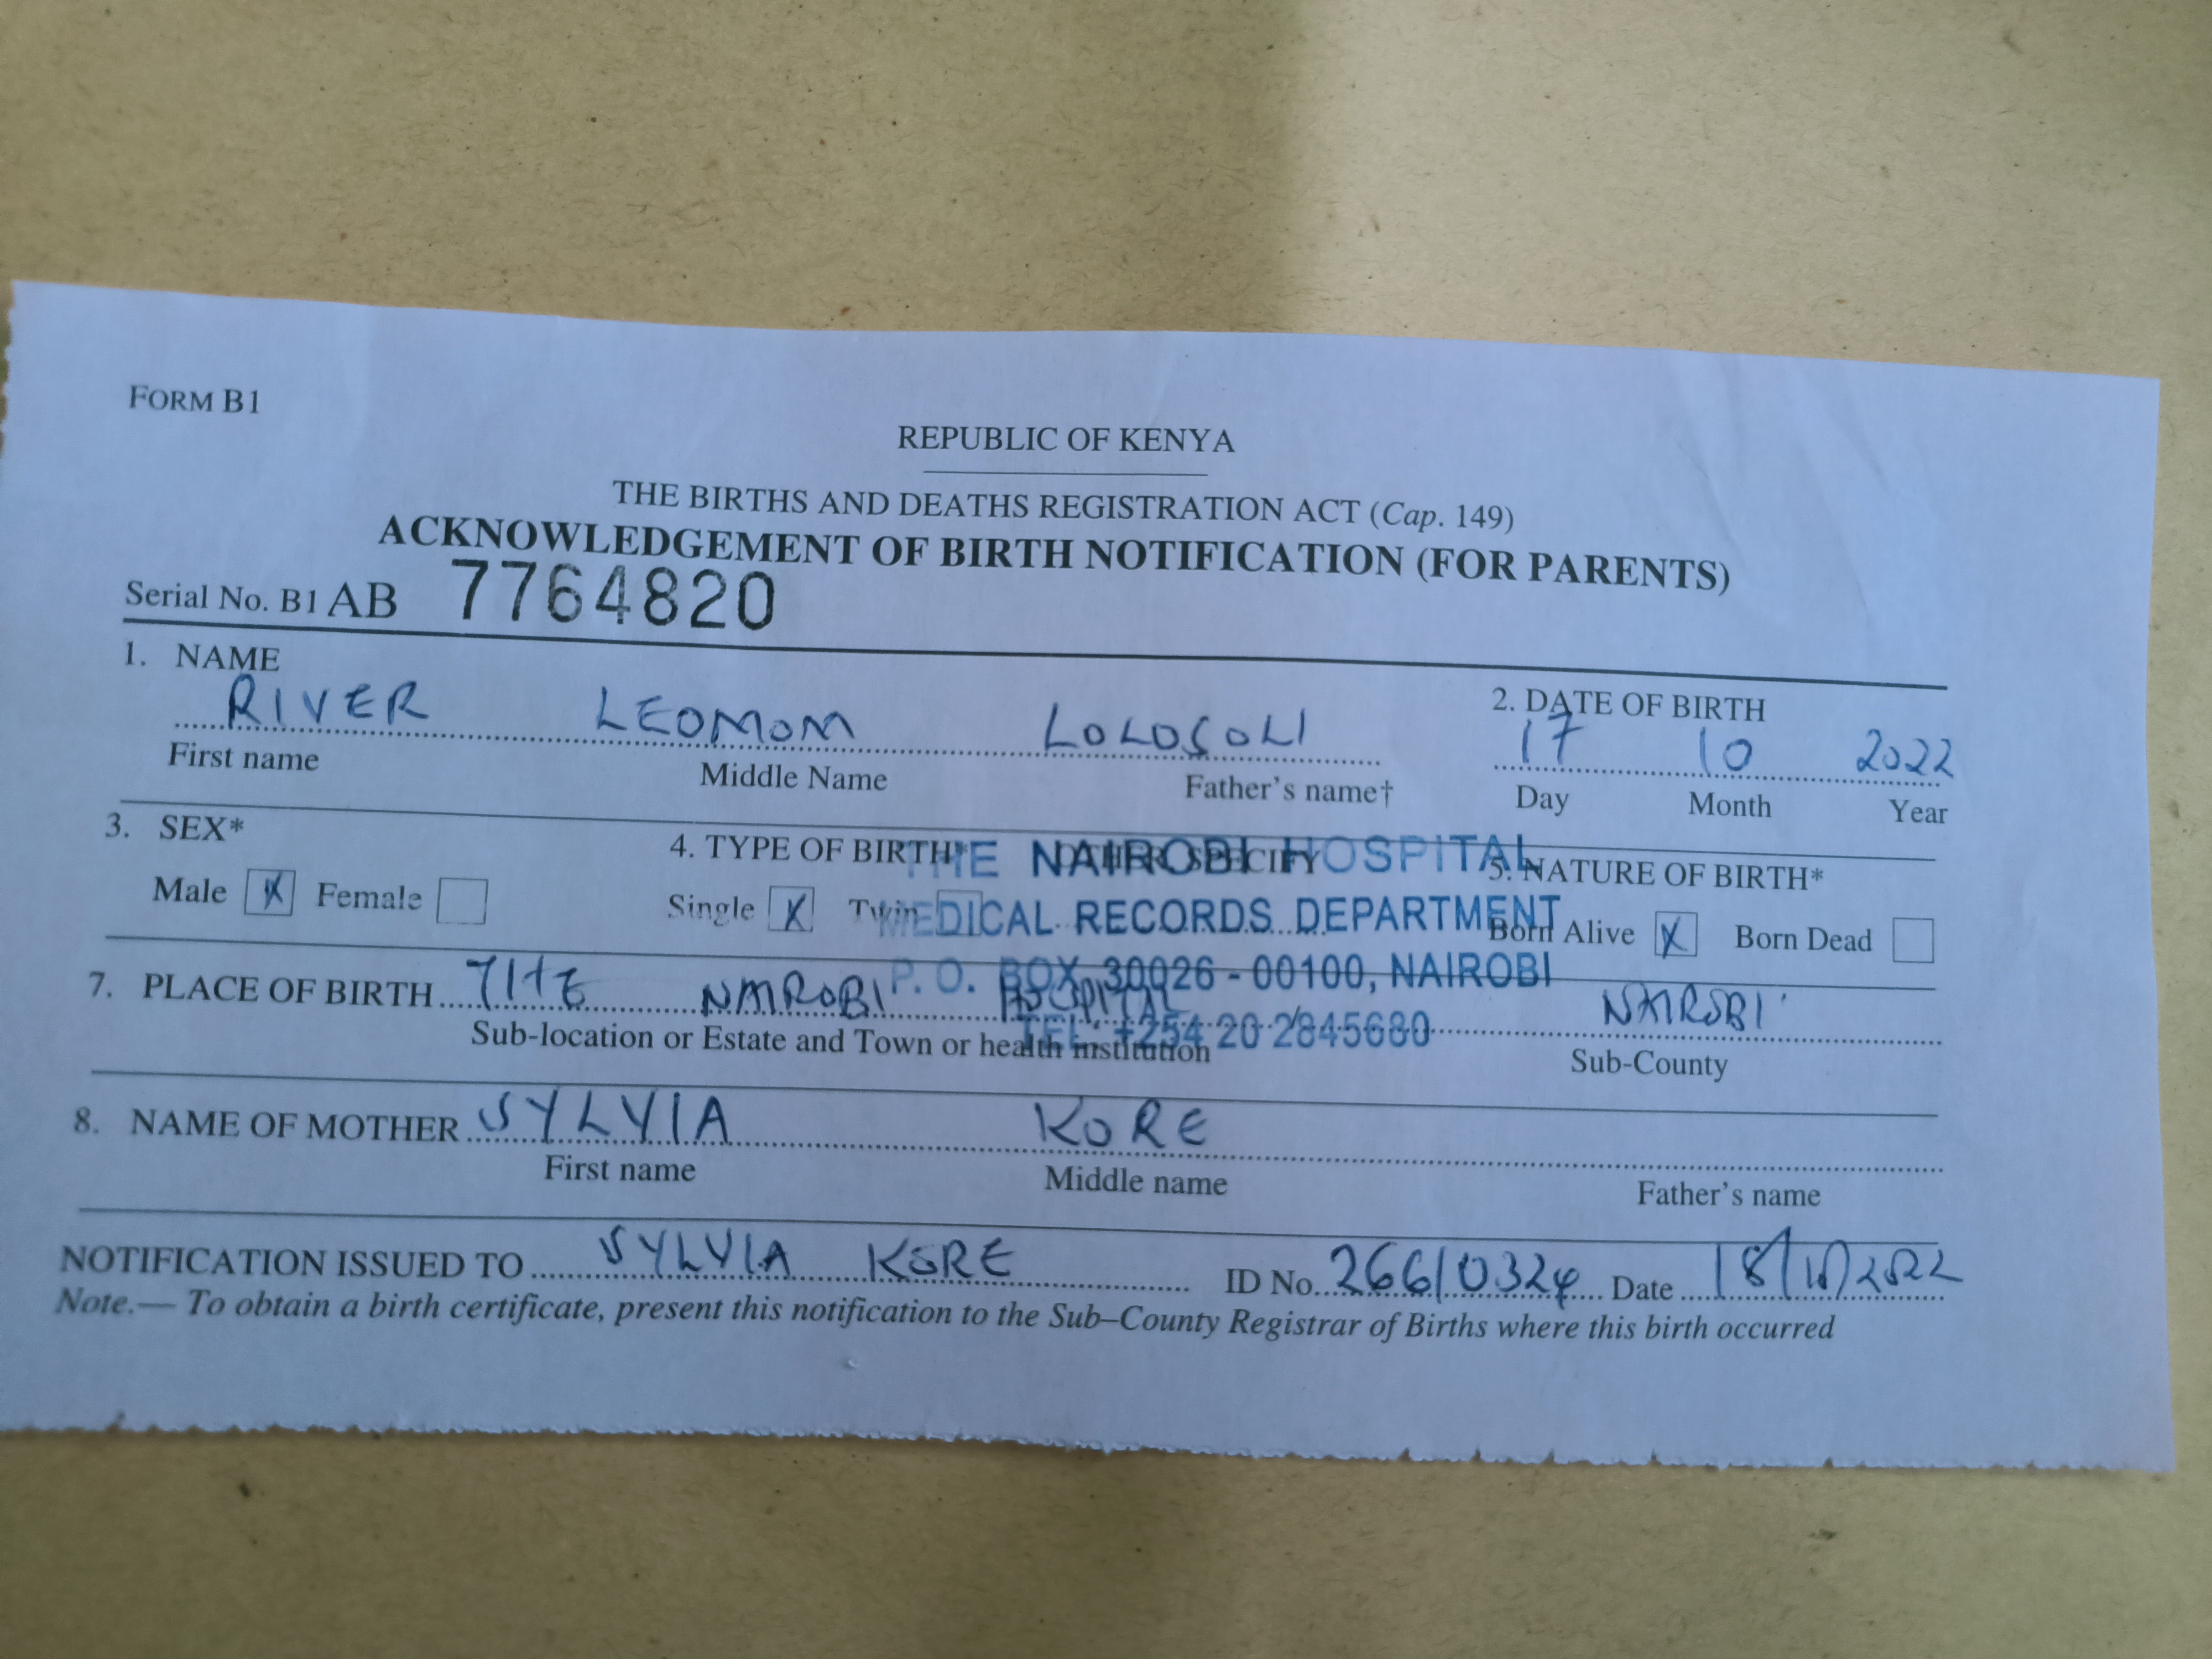 FORM B1
REPUBLIC OF KENYA
THE BIRTHS AND DEATHS REGISTRATION ACT (Cap. 149)
ACKNOWLEDGEMENT OF BIRTH NOTIFICATION (FOR PARENTS)
Serial No. B1 AB 7764820
1. NAME
2. DATE OF BIRTH
RIVER LEOMOM LOLOSOLI 17 10 2022
First name Middle Name Father's name† Day Month Year
3. SEX* 4. TYPE OF BIRTH* OTHER SPECIFY 5. NATURE OF BIRTH*
Male X Female Single X Twin Born Alive X Born Dead
THE NAIROBI HOSPITAL
MEDICAL RECORDS DEPARTMENT
P. O. BOX 30026 - 00100, NAIROBI
TEL: +254 20 2845680
7. PLACE OF BIRTH THE NAIROBI HOSPITAL NAIROBI
Sub-location or Estate and Town or health institution Sub-County
8. NAME OF MOTHER SYLVIA KORE
First name Middle name Father's name
NOTIFICATION ISSUED TO SYLVIA KORE ID No. 26610324 Date 18/10/2022
Note.— To obtain a birth certificate, present this notification to the Sub–County Registrar of Births where this birth occurred